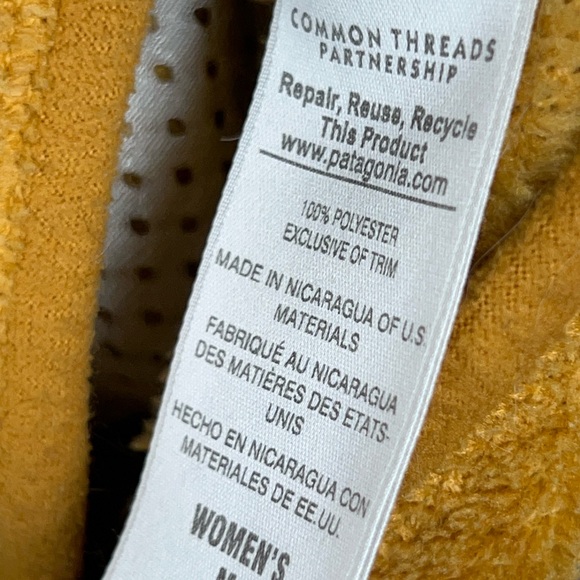 COMMON THREADS
PARTNERSHIP
Repair, Reuse, Recycle
This Product
www.patagonia.com
100% POLYESTER
EXCLUSIVE OF TRIM
MADE IN NICARAGUA OF U.S.
MATERIALS
FABRIQUÉ AU NICARAGUA
DES MATIÈRES DES ETATS-
UNIS
HECHO EN NICARAGUA CON
MATERIALES DE EE.UU.
WOMEN'S